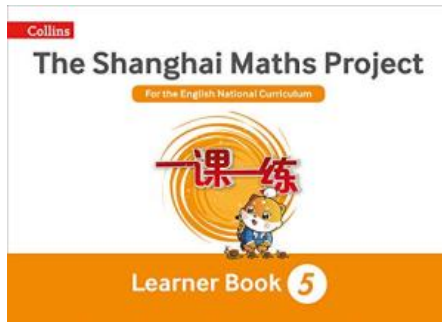 Collins
The Shanghai Maths Project
For the English National Curriculum
一课一练
Learner Book 5